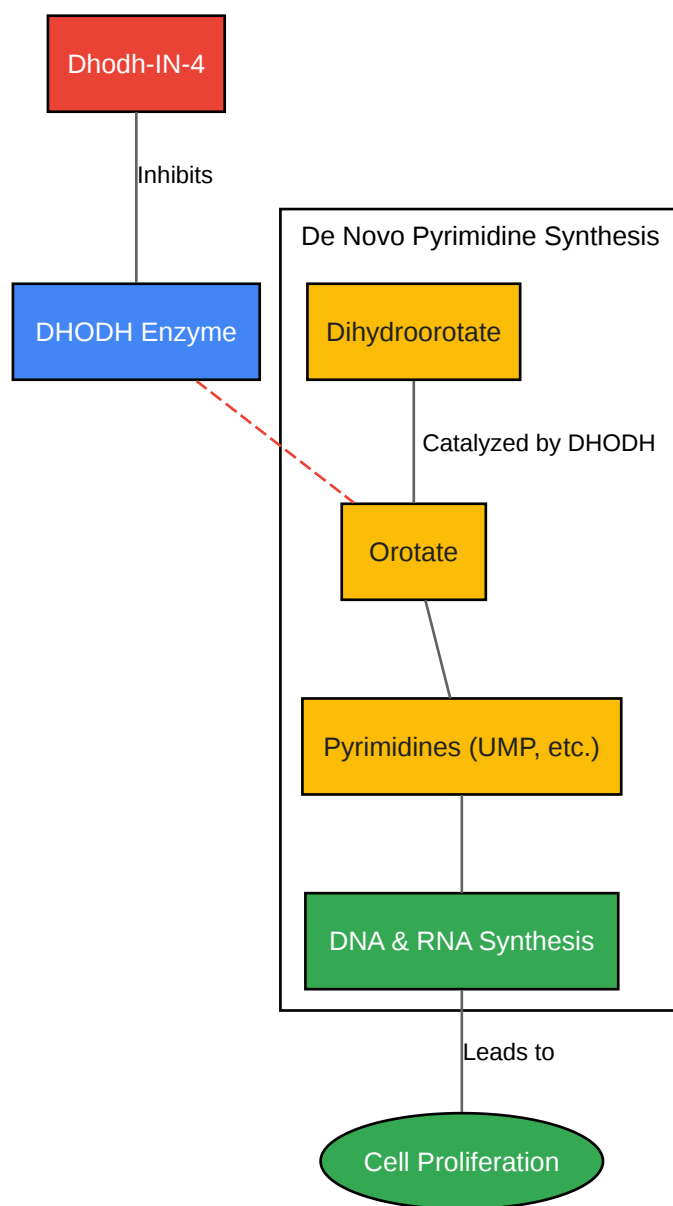 Dhodh-IN-4
Inhibits
De Novo Pyrimidine Synthesis
DHODH Enzyme
Dihydroorotate
Catalyzed by DHODH
Orotate
Pyrimidines (UMP, etc.)
DNA & RNA Synthesis
Leads to
Cell Proliferation